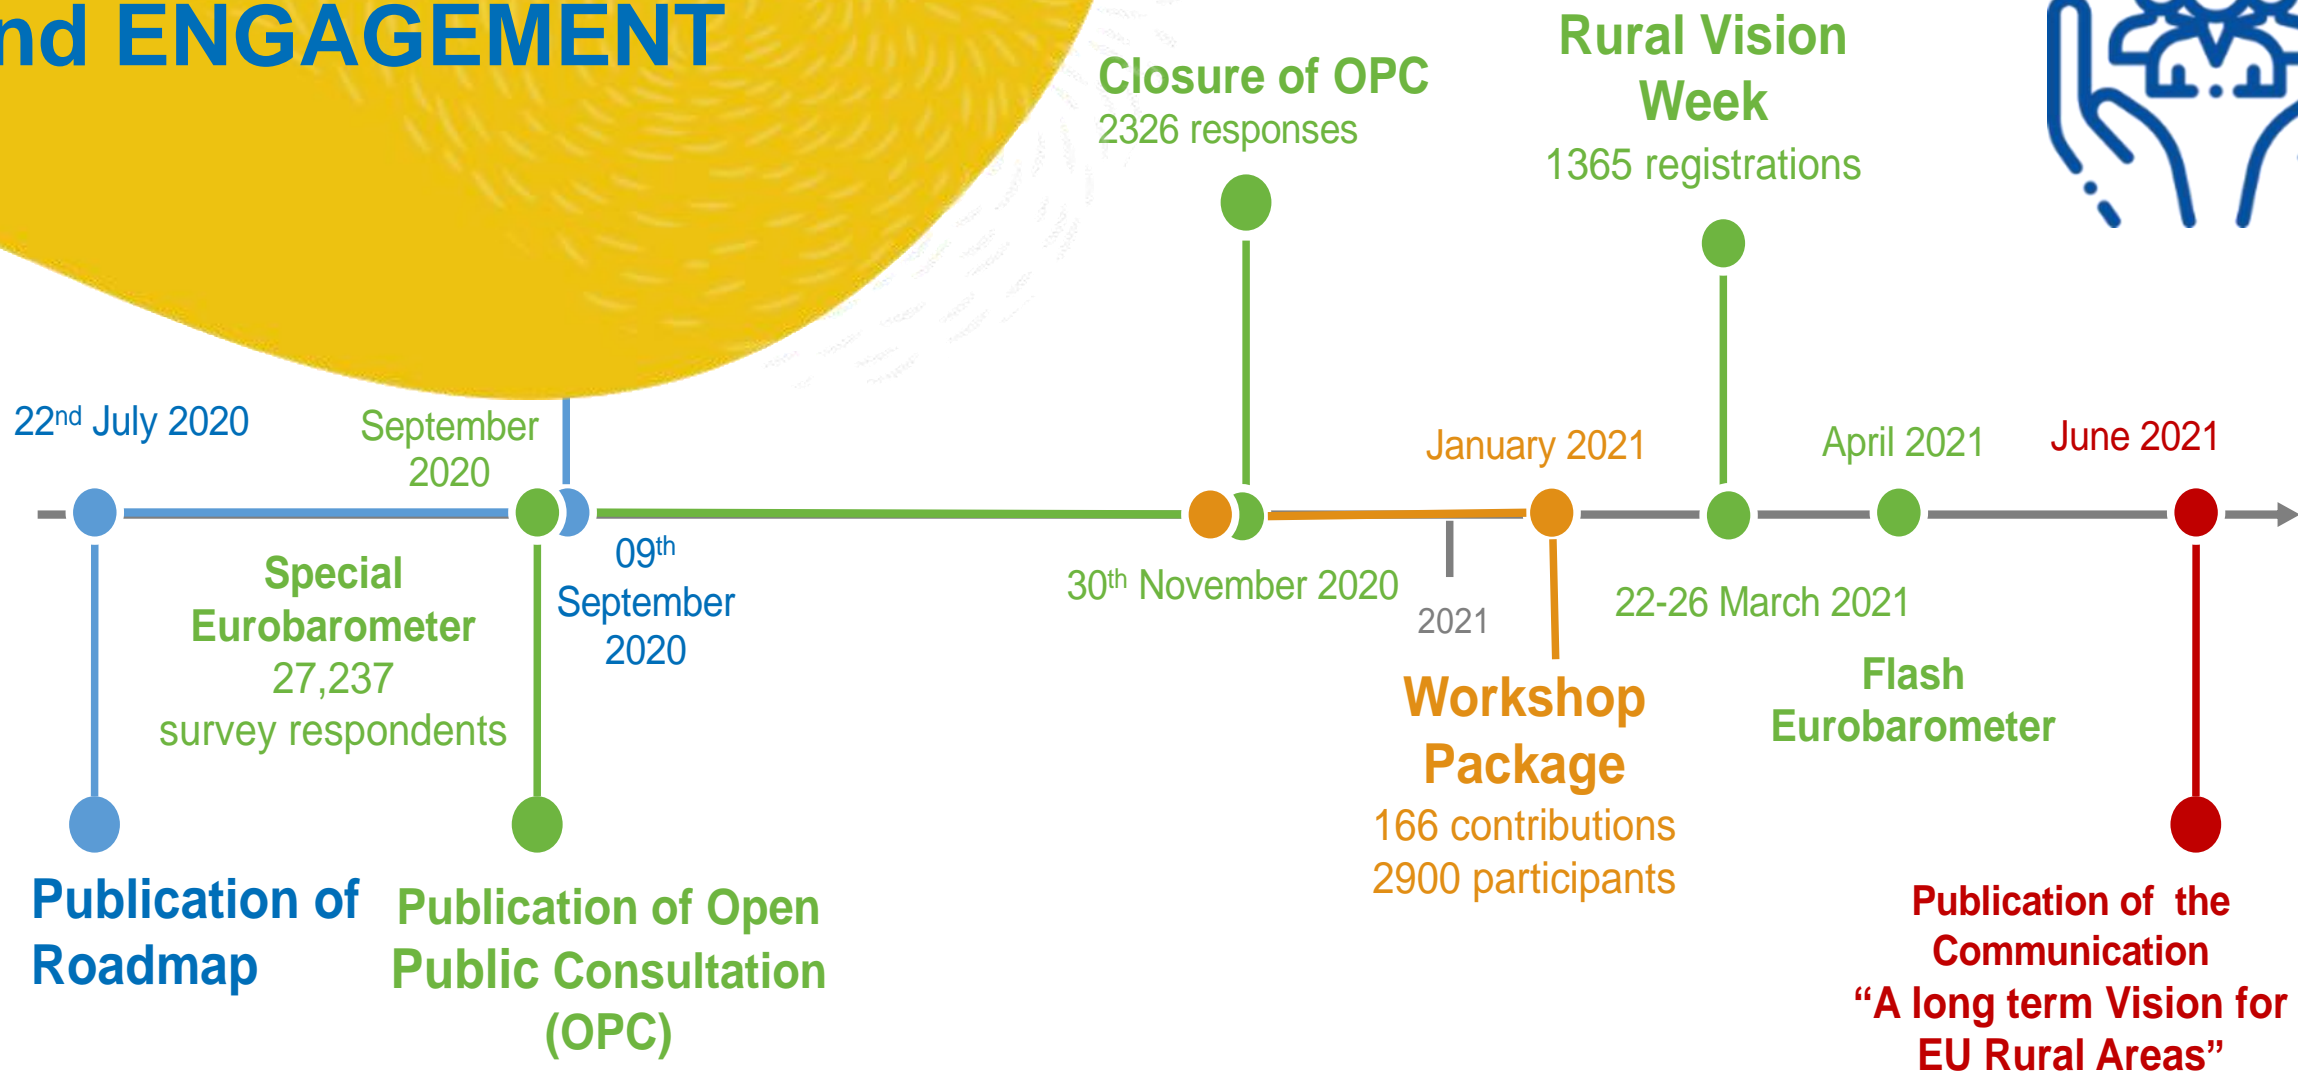 nd ENGAGEMENT
Closure of OPC
2326 responses
Rural Vision
Week
1365 registrations
22nd July 2020
September
2020
January 2021
April 2021
June 2021
09th
September
2020
30th November 2020
2021
22-26 March 2021
Special
Eurobarometer
27,237
survey respondents
Workshop
Package
166 contributions
2900 participants
Flash
Eurobarometer
Publication of
Roadmap
Publication of Open
Public Consultation
(OPC)
Publication of the
Communication
“A long term Vision for
EU Rural Areas”